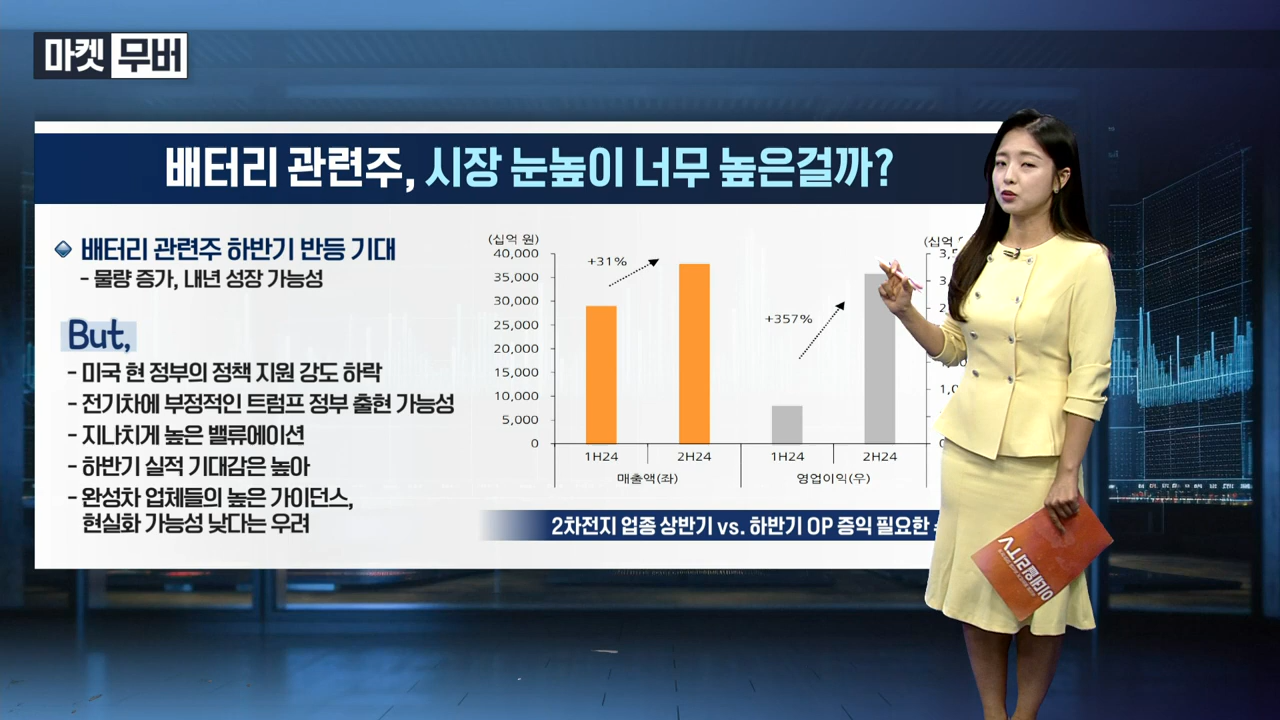 마켓 무버
배터리 관련주, 시장 눈높이 너무 높은걸까?
배터리 관련주 하반기 반등 기대
- 물량 증가, 내년 성장 가능성
But,
- 미국 현 정부의 정책 지원 강도 하락
- 전기차에 부정적인 트럼프 정부 출현 가능성
- 지나치게 높은 밸류에이션
- 하반기 실적 기대감은 높아
- 완성차 업체들의 높은 가이던스,
현실화 가능성 낮다는 우려
(십억 원)
40,000
35,000
30,000
25,000
20,000
15,000
10,000
5,000
0
+31%
+357%
(십억
1H24
2H24
1H24
2H24
매출액(좌)
영업이익(우)
2차전지 업종 상반기 vs. 하반기 OP 증익 필요한
이데일리TV